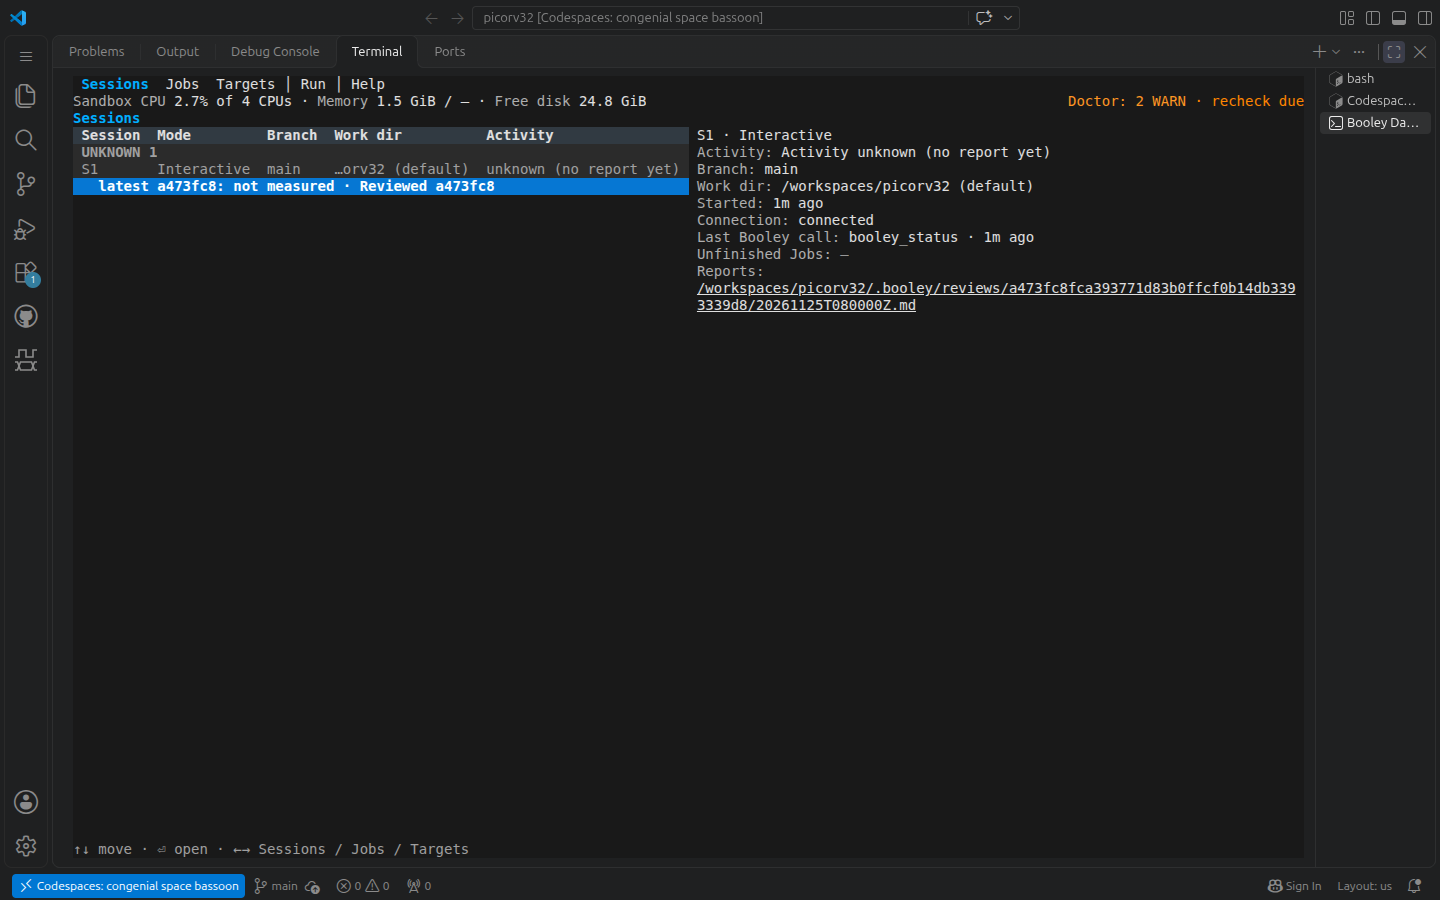 picorv32 [Codespaces: congenial space bassoon]
Problems Output Debug Console Terminal Ports
Sessions Jobs Targets │ Run │ Help
Sandbox CPU 2.7% of 4 CPUs · Memory 1.5 GiB / — · Free disk 24.8 GiB Doctor: 2 WARN · recheck due
Sessions
Session Mode Branch Work dir Activity
UNKNOWN 1
S1 Interactive main …orv32 (default) unknown (no report yet)
latest a473fc8: not measured · Reviewed a473fc8
S1 · Interactive
Activity: Activity unknown (no report yet)
Branch: main
Work dir: /workspaces/picorv32 (default)
Started: 1m ago
Connection: connected
Last Booley call: booley_status · 1m ago
Unfinished Jobs: —
Reports:
/workspaces/picorv32/.booley/reviews/a473fc8fca393771d83b0ffcf0b14db339
3339d8/20261125T080000Z.md
bash
Codespac...
Booley Da...
1
↑↓ move · ⏎ open · ←→ Sessions / Jobs / Targets
Codespaces: congenial space bassoon main 0 0 0 Sign In Layout: us